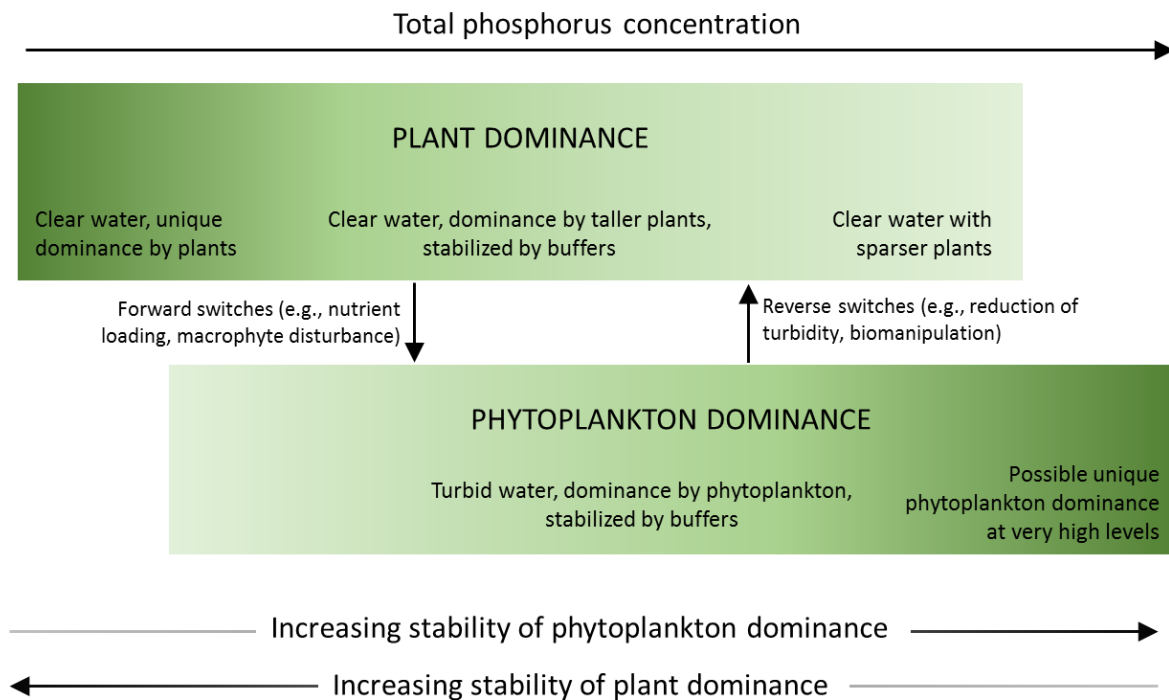 Total phosphorus concentration
PLANT DOMINANCE
Clear water, unique
dominance by plants
Clear water, dominance by taller plants,
stabilized by buffers
Clear water with
sparser plants
Forward switches (e.g., nutrient
loading, macrophyte disturbance)
Reverse switches (e.g., reduction of
turbidity, biomanipulation)
PHYTOPLANKTON DOMINANCE
Turbid water, dominance by phytoplankton,
stabilized by buffers
Possible unique
phytoplankton dominance
at very high levels
Increasing stability of phytoplankton dominance
Increasing stability of plant dominance